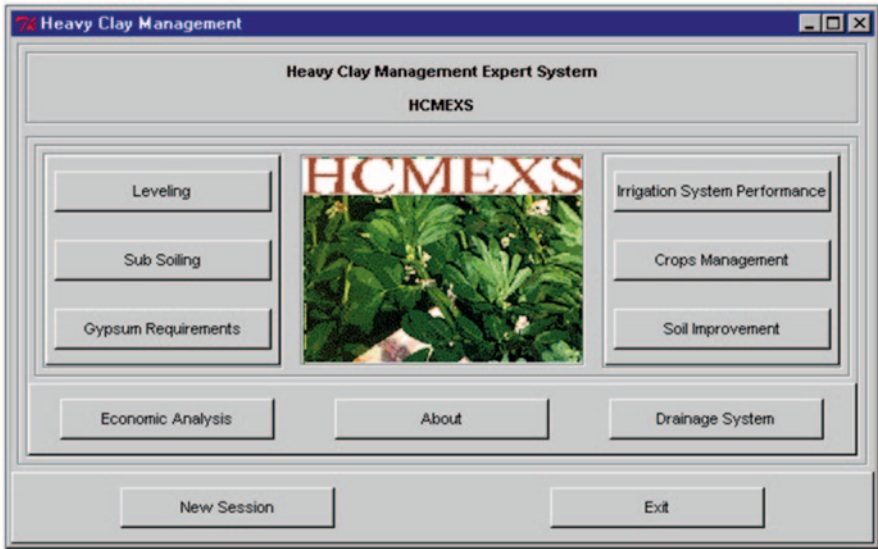 Heavy Clay Management
Heavy Clay Management Expert System
HCMEXS
HCMEXS
Leveling
Sub Soiling
Gypsum Requirements
Irrigation System Performance
Crops Management
Soil Improvement
Economic Analysis
About
Drainage System
New Session
Exit